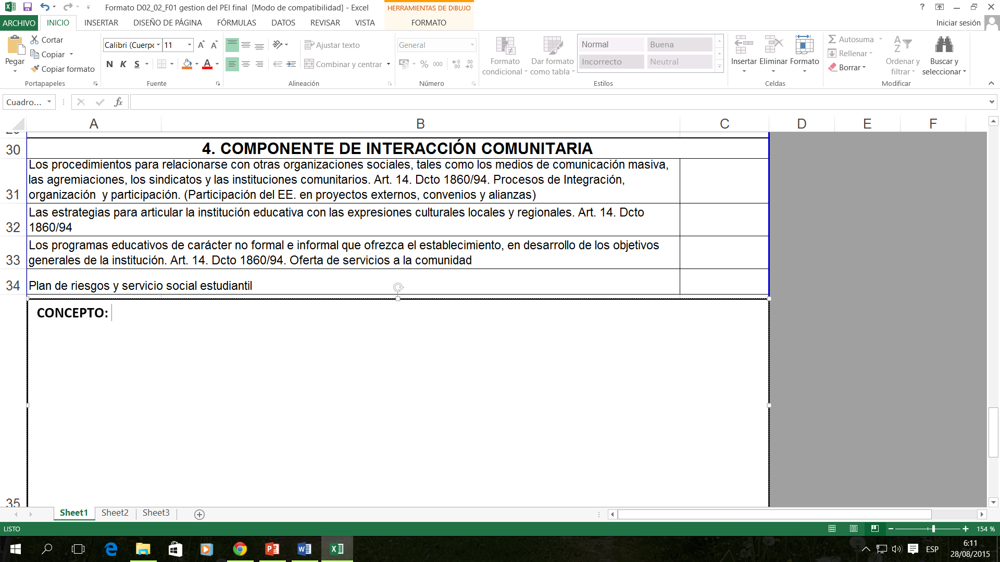 Formato D02_02_F01 gestion del PEI final  [Modo de compatibilidad] - Excel
HERRAMIENTAS DE DIBUJO
?
ARCHIVO
INICIO
INSERTAR
DISEÑO DE PÁGINA
FÓRMULAS
DATOS
REVISAR
VISTA
FORMATO
Iniciar sesión
Pegar
Cortar
Copiar
Copiar formato
Portapapeles
Calibri (Cuerpo
11
N K S
Fuente
Ajustar texto
Combinar y centrar
Alineación
General
% 000
Número
Formato condicional
Dar formato como tabla
Normal
Buena
Incorrecto
Neutral
Estilos
Insertar
Eliminar
Formato
Celdas
Autosuma
Rellenar
Borrar
Ordenar y filtrar
Buscar y seleccionar
Modificar
Cuadro...
fx
A B C D E F
30 4. COMPONENTE DE INTERACCIÓN COMUNITARIA
Los procedimientos para relacionarse con otras organizaciones sociales, tales como los medios de comunicación masiva,
las agremiaciones, los sindicatos y las instituciones comunitarios. Art. 14. Dcto 1860/94. Procesos de Integración,
31 organización  y participación. (Participación del EE. en proyectos externos, convenios y alianzas)
Las estrategias para articular la institución educativa con las expresiones culturales locales y regionales. Art. 14. Dcto
32 1860/94
Los programas educativos de carácter no formal e informal que ofrezca el establecimiento, en desarrollo de los objetivos
33 generales de la institución. Art. 14. Dcto 1860/94. Oferta de servicios a la comunidad
34 Plan de riesgos y servicio social estudiantil
CONCEPTO:
35
Sheet1
Sheet2
Sheet3
LISTO
154 %
ESP
6:11
28/08/2015